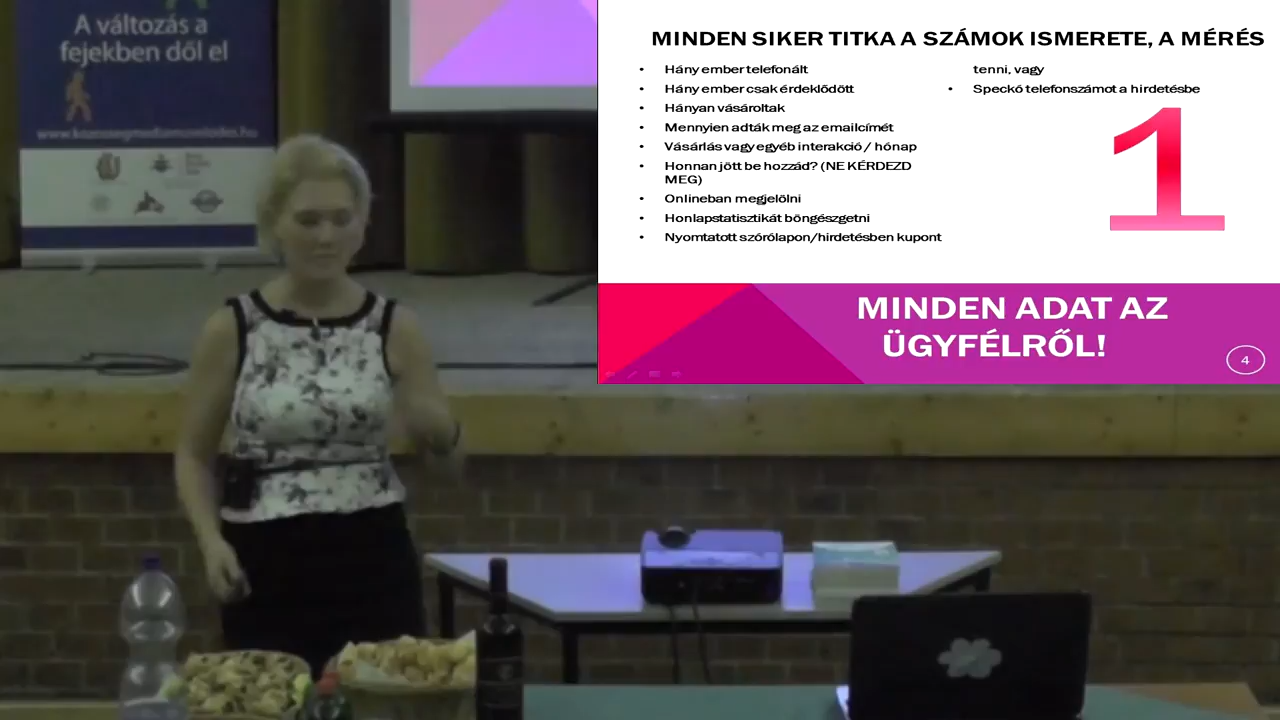 A változás a
fejekben dől el
MINDEN SIKER TITKA A SZÁMOK ISMERETE, A MÉRÉS
• Hány ember telefonált
• Hány ember csak érdeklődött
• Hányan vásároltak
• Mennyien adták meg az emailcímét
• Vásárlás vagy egyéb interakció / hónap
• Honnan jött be hozzád? (NE KÉRDEZD
MEG)
• Onlineban megjelölni
• Honlapstatisztikát böngészgetni
• Nyomtatott szórólapon/hirdetésben kupont
tenni, vagy
• Speckó telefonszámot a hirdetésbe
1
MINDEN ADAT AZ
ÜGYFÉLRŐL!
4